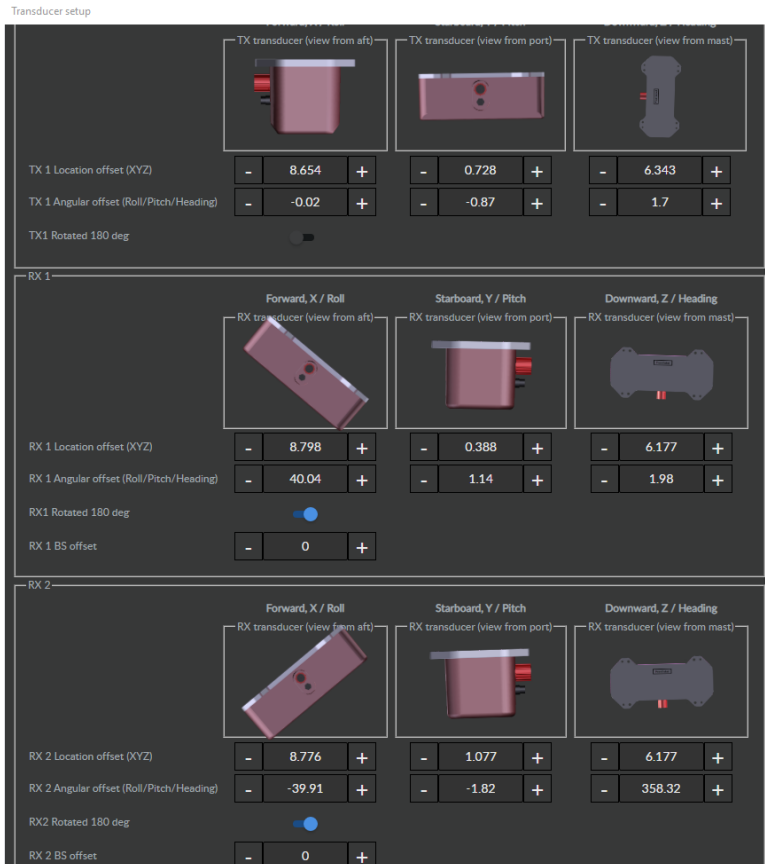 Transducer setup
Forward, X / Roll Starboard, Y / Pitch Downward, Z / Heading
TX transducer (view from aft) TX transducer (view from port) TX transducer (view from mast)
TX 1 Location offset (XYZ) - 8.654 + - 0.728 + - 6.343 +
TX 1 Angular offset (Roll/Pitch/Heading) - -0.02 + - -0.87 + - 1.7 +
TX1 Rotated 180 deg
RX 1
Forward, X / Roll Starboard, Y / Pitch Downward, Z / Heading
RX transducer (view from aft) RX transducer (view from port) RX transducer (view from mast)
RX 1 Location offset (XYZ) - 8.798 + - 0.388 + - 6.177 +
RX 1 Angular offset (Roll/Pitch/Heading) - 40.04 + - 1.14 + - 1.98 +
RX1 Rotated 180 deg
RX 1 BS offset - 0 +
RX 2
Forward, X / Roll Starboard, Y / Pitch Downward, Z / Heading
RX transducer (view from aft) RX transducer (view from port) RX transducer (view from mast)
RX 2 Location offset (XYZ) - 8.776 + - 1.077 + - 6.177 +
RX 2 Angular offset (Roll/Pitch/Heading) - -39.91 + - -1.82 + - 358.32 +
RX2 Rotated 180 deg
RX 2 BS offset - 0 +